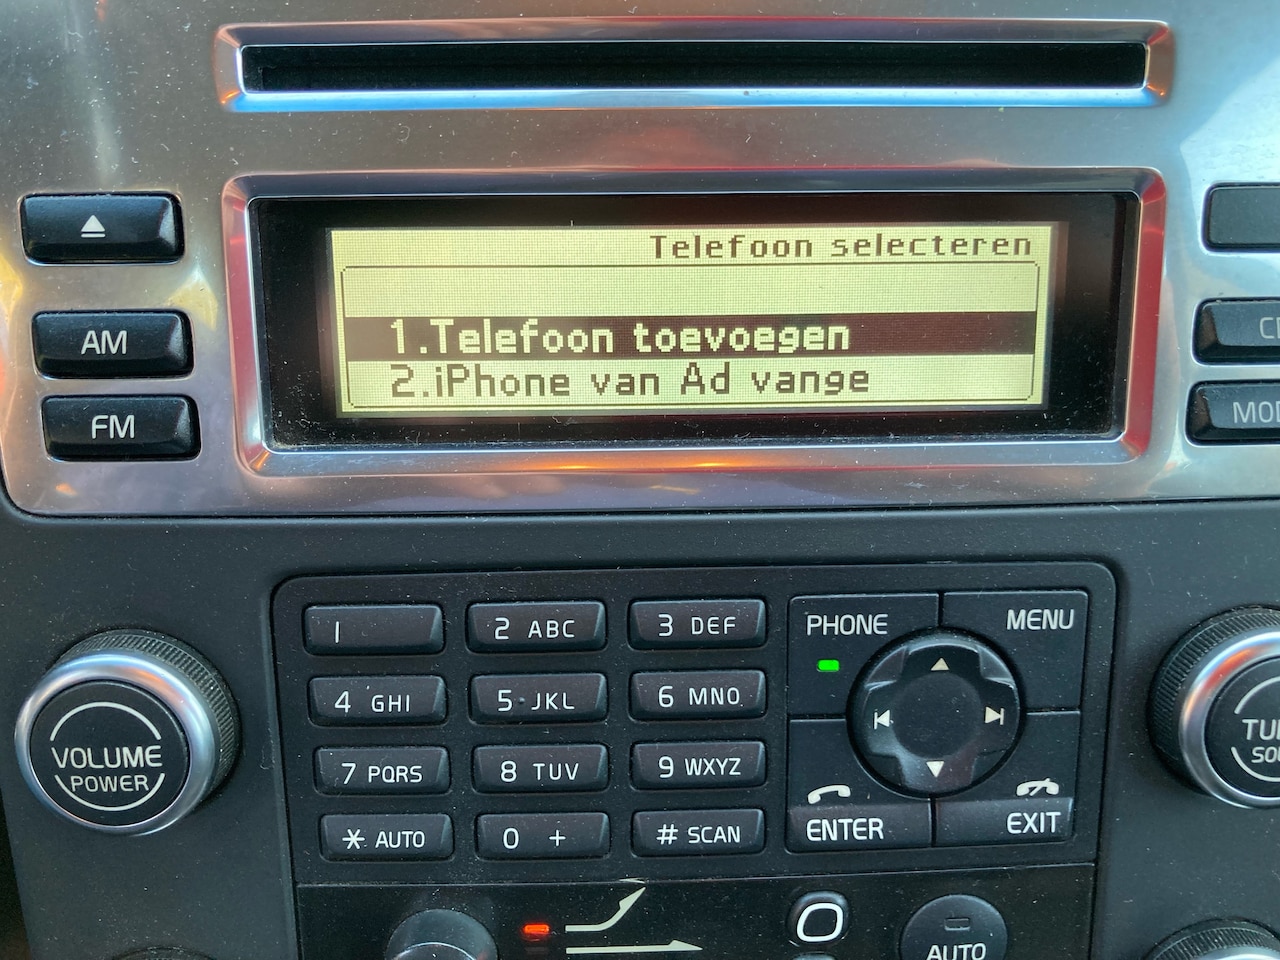 Telefoon selecteren
1.Telefoon toevoegen
2.iPhone van Ad vange
AM
FM
1
2 ABC
3 DEF
PHONE
MENU
4 GHI
5 JKL
6 MNO
7 PQRS
8 TUV
9 WXYZ
* AUTO
0 +
# SCAN
ENTER
EXIT
VOLUME
POWER
AUTO